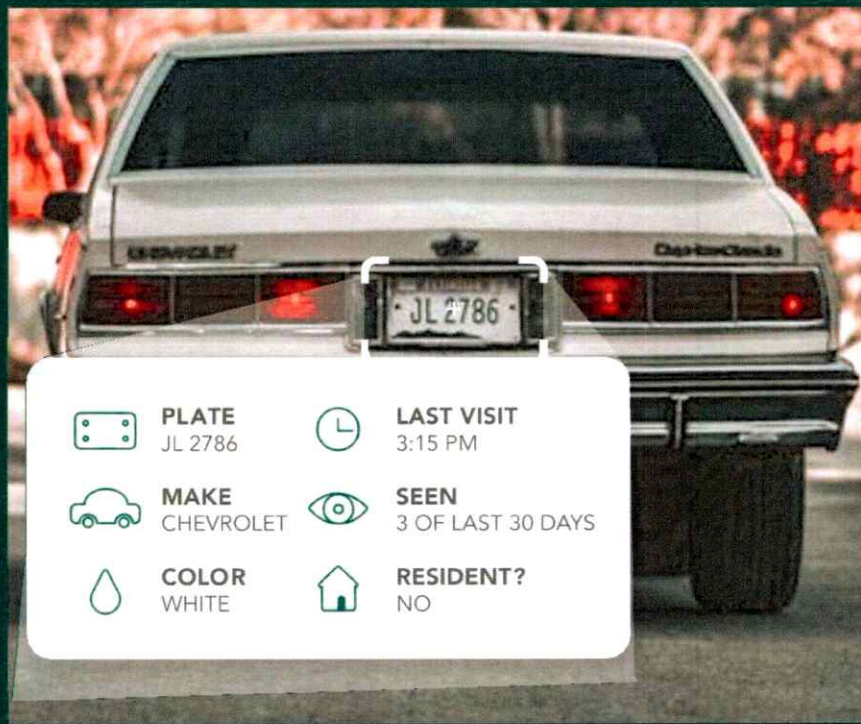 CHEVROLET
JL 2786
PLATE
JL 2786
LAST VISIT
3:15 PM
MAKE
CHEVROLET
SEEN
3 OF LAST 30 DAYS
COLOR
WHITE
RESIDENT?
NO